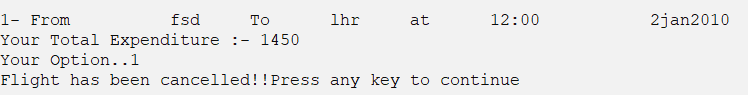 1- From fsd To lhr at 12:00 2jan2010
Your Total Expenditure :- 1450
Your Option..1
Flight has been cancelled!!Press any key to continue